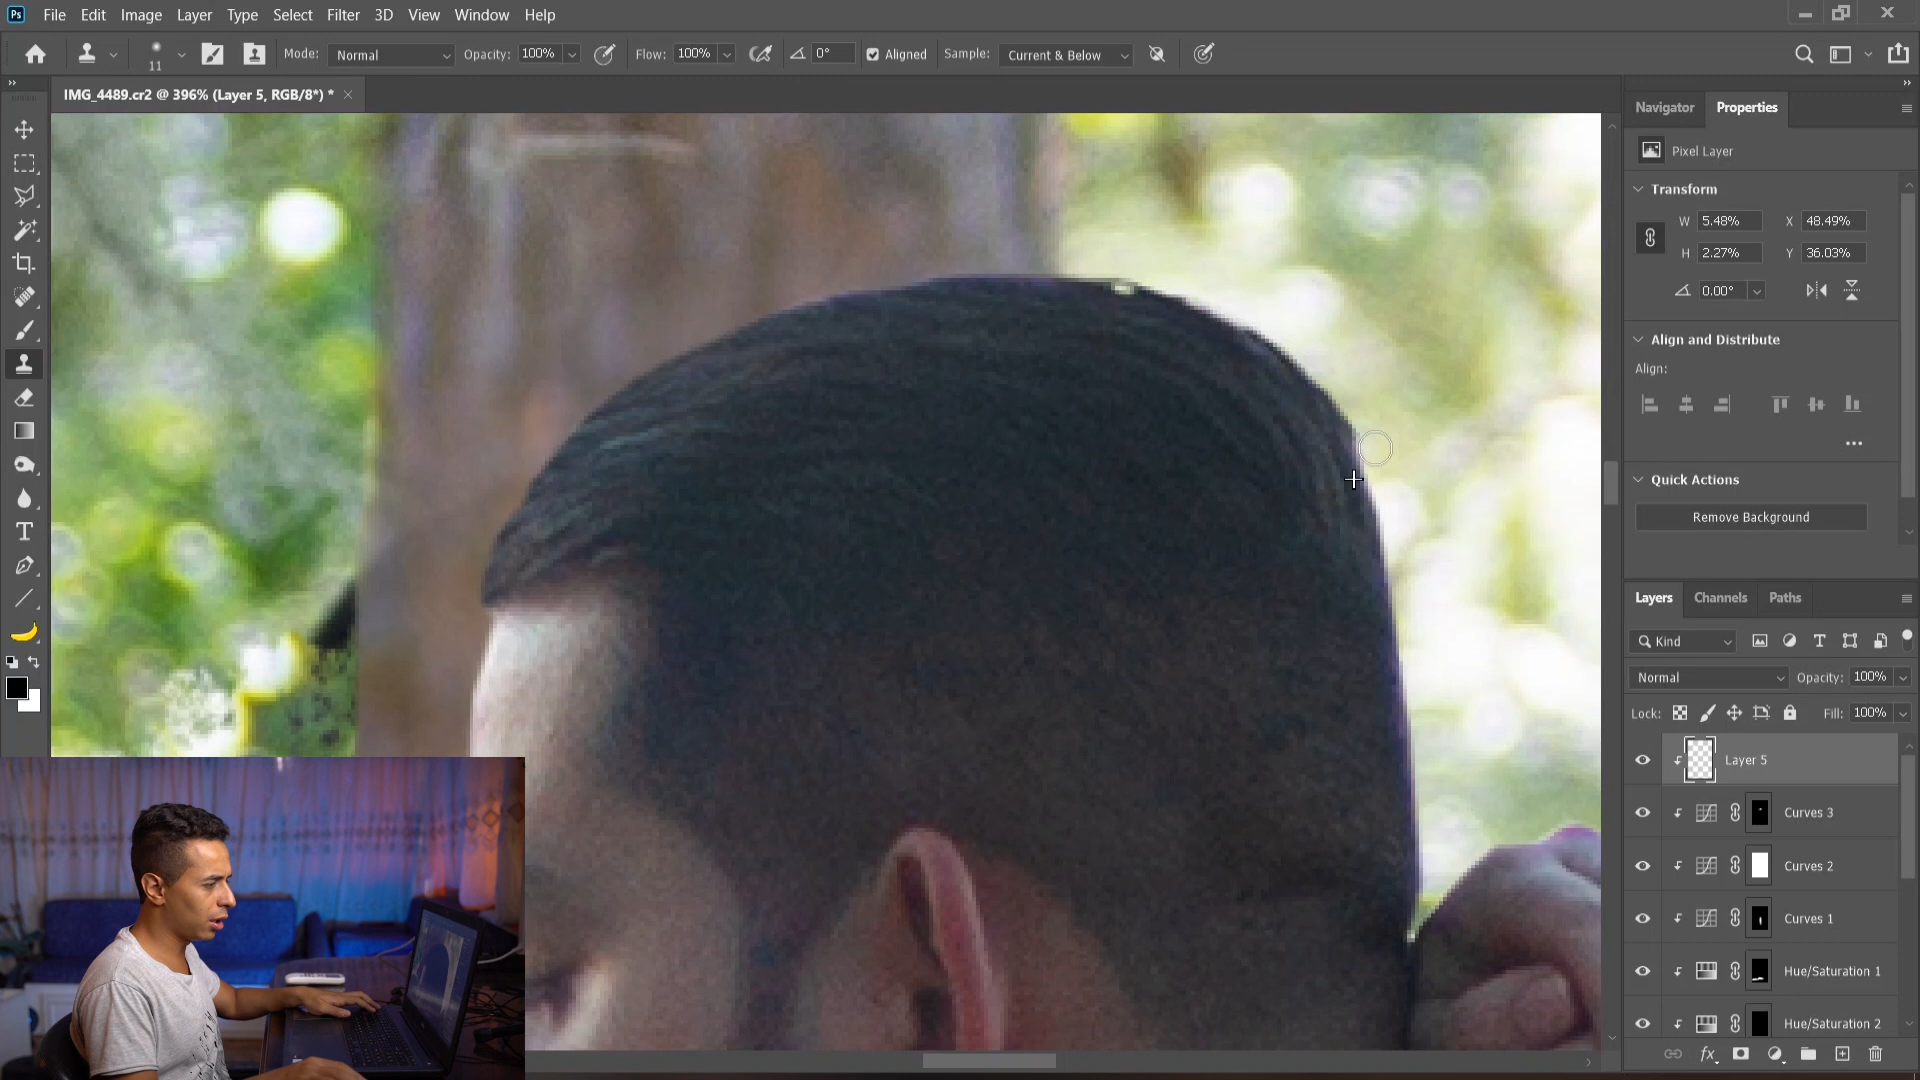 Ps File Edit Image Layer Type Select Filter 3D View Window Help
11 Mode: Normal Opacity: 100% Flow: 100% 0° Aligned Sample: Current & Below
IMG_4489.cr2 @ 396% (Layer 5, RGB/8*) *
Navigator Properties
Pixel Layer
Transform
W 5.48% X 48.49%
H 2.27% Y 36.03%
0.00°
Align and Distribute
Align:
Quick Actions
Remove Background
Layers Channels Paths
Kind
Normal Opacity: 100%
Lock: Fill: 100%
Layer 5
Curves 3
Curves 2
Curves 1
Hue/Saturation 1
Hue/Saturation 2
fx